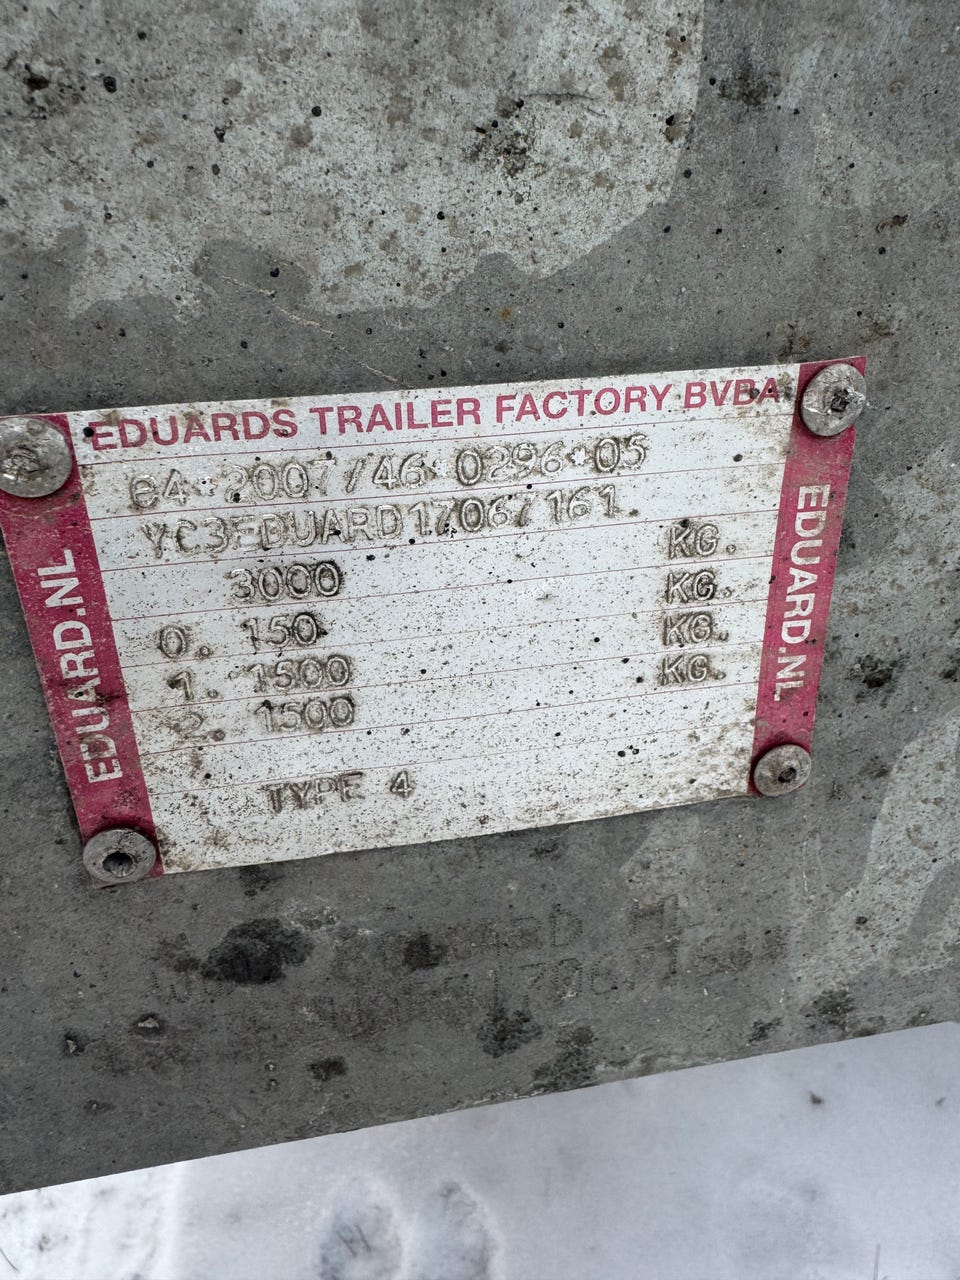 EDUARDS TRAILER FACTORY BVBA
e4*2007/46*0296*05
YC3EDUARD17067161
3000 KG.
0. 150 KG.
1. 1500 KG.
2. 1500 KG.
TYPE 4
EDUARD.NL
EDUARD.NL